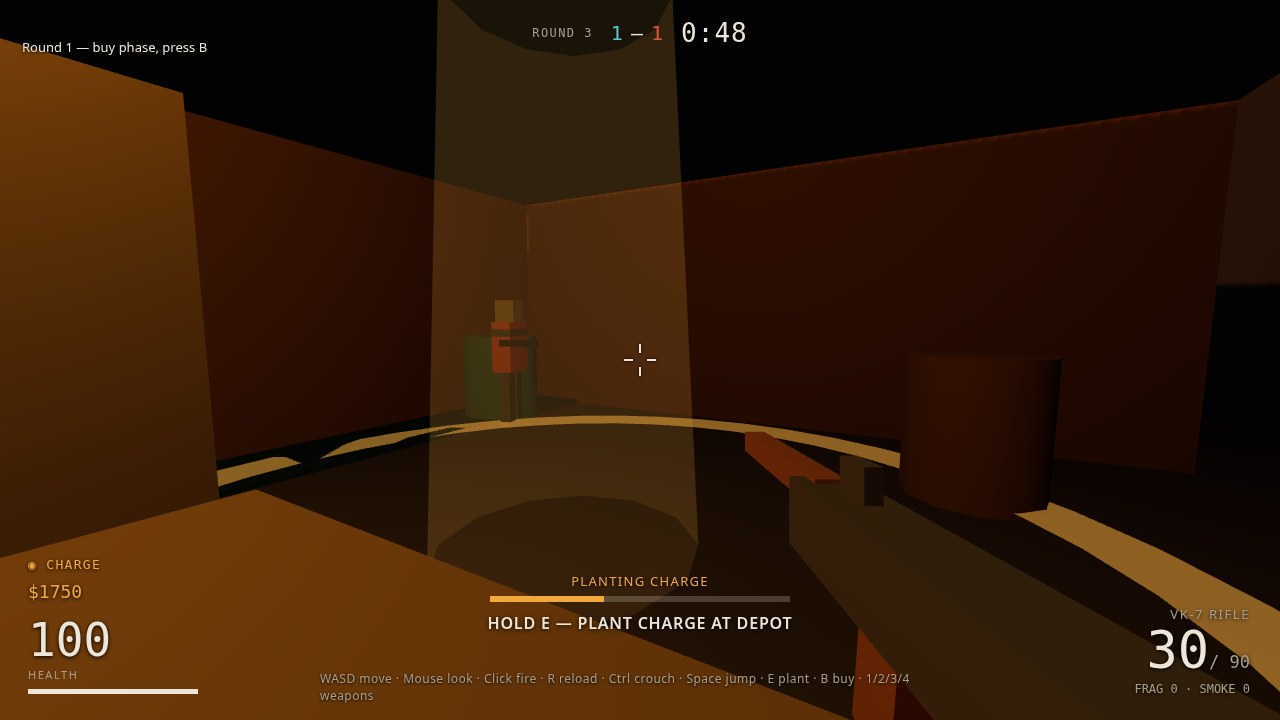 ROUND 3 1 — 1 0:48
Round 1 — buy phase, press B
◉ CHARGE
$1750
100
HEALTH
PLANTING CHARGE
HOLD E — PLANT CHARGE AT DEPOT
WASD move · Mouse look · Click fire · R reload · Ctrl crouch · Space jump · E plant · B buy · 1/2/3/4
weapons
VK-7 RIFLE
30 / 90
FRAG 0 · SMOKE 0